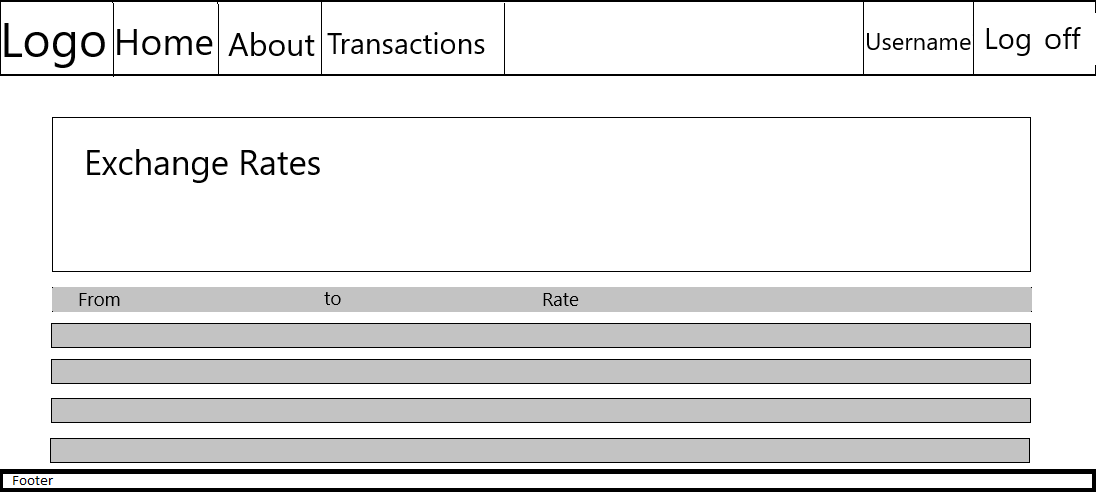 Logo Home About Transactions Username Log off
Exchange Rates
From to Rate
Footer